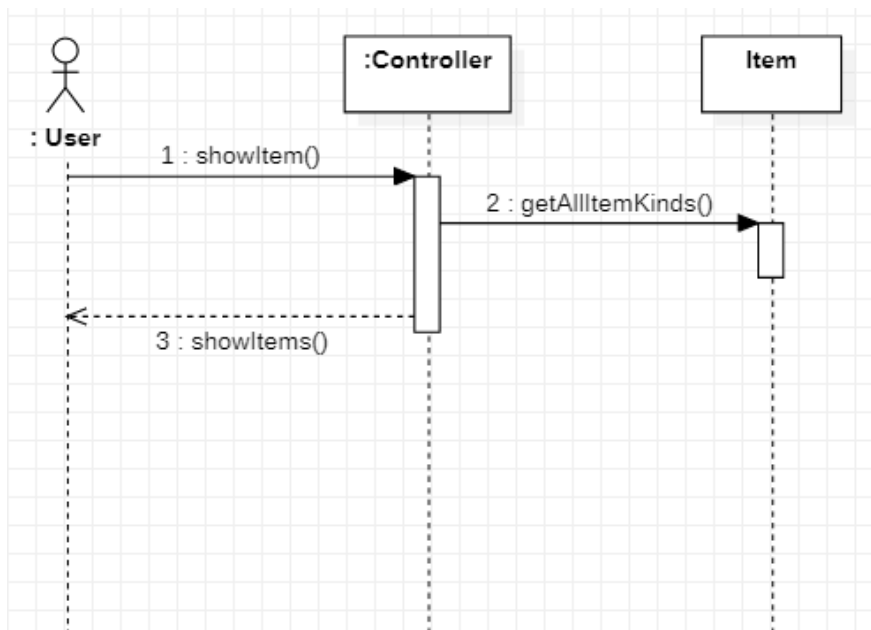 :Controller
Item
: User
1 : showItem()
2 : getAllItemKinds()
3 : showItems()